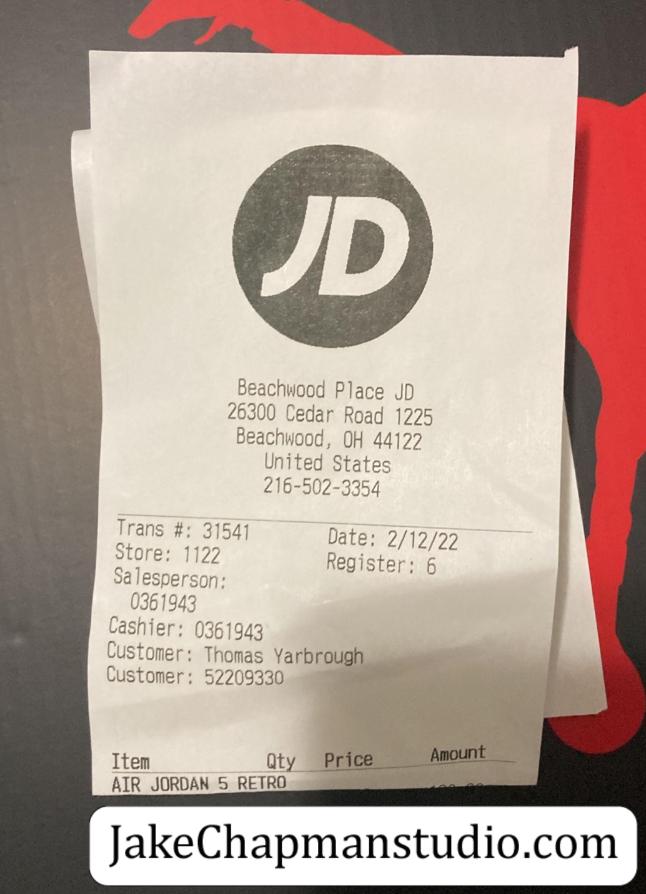 JD
Beachwood Place JD
26300 Cedar Road 1225
Beachwood, OH 44122
United States
216-502-3354
Trans #: 31541 Date: 2/12/22
Store: 1122 Register: 6
Salesperson:
0361943
Cashier: 0361943
Customer: Thomas Yarbrough
Customer: 52209330
Item Qty Price Amount
AIR JORDAN 5 RETRO
JakeChapmanstudio.com